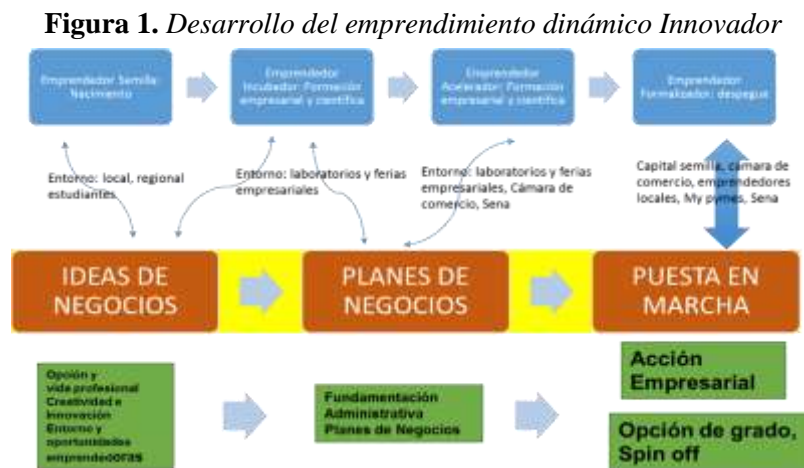 Figura 1. Desarrollo del emprendimiento dinámico Innovador
Emprendedor Semilla:
Nacimiento
Emprendedor
Incubador: Formación
empresarial y científica
Emprendedor
Acelerador: Formación
empresarial y científica
Emprendedor
Formalizador: despegue
Entorno: local, regional
estudiantes
Entorno: laboratorios y ferias
empresariales
Entorno: laboratorios y ferias
empresariales, Cámara de
comercio, Sena
Capital semilla, cámara de
comercio, emprendedores
locales, My pymes, Sena
IDEAS DE
NEGOCIOS
PLANES DE
NEGOCIOS
PUESTA EN
MARCHA
Opción y
vida profesional
Creatividad e
Innovación
Entorno y
oportunidades
emprendedoras
Fundamentación
Administrativa
Planes de Negocios
Acción
Empresarial
Opción de grado,
Spin off